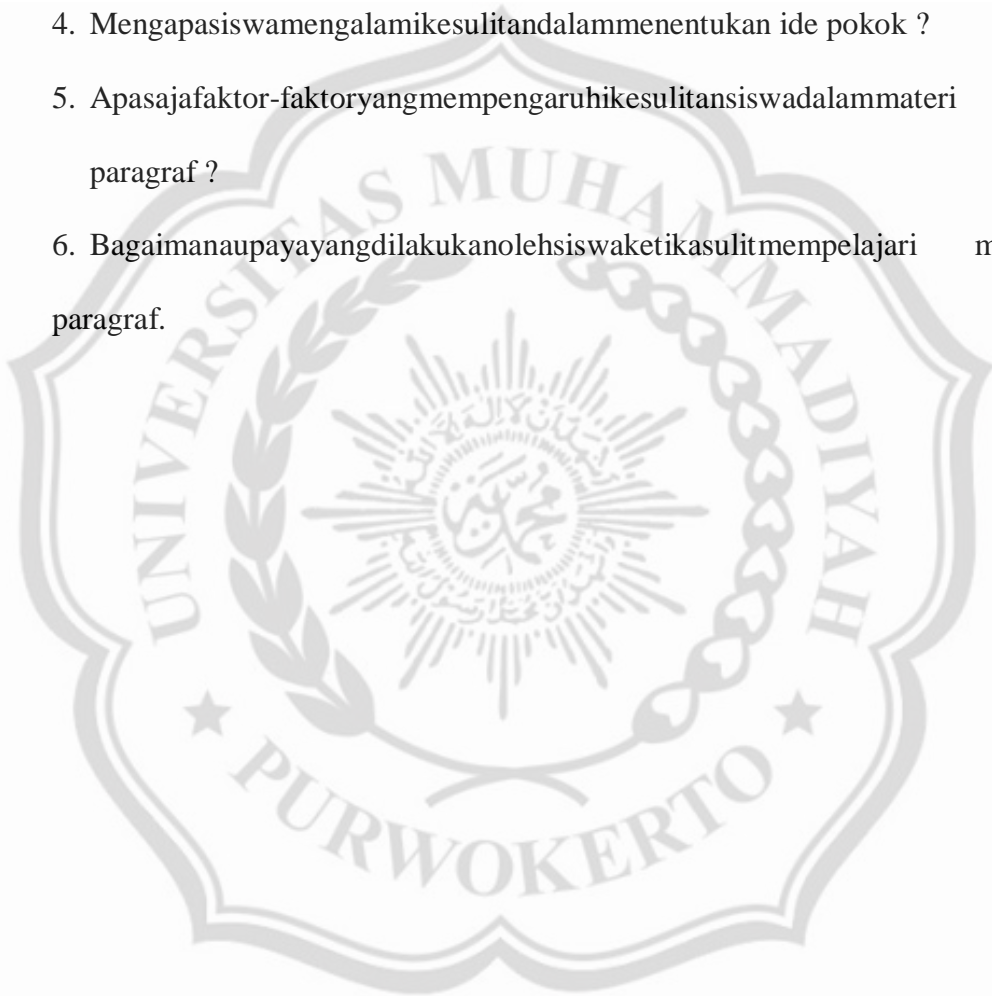 4. Mengapasiswamengalamikesulitandalammenentukan ide pokok ?
5. Apasajafaktor-faktoryangmempengaruhikesulitansiswadalammateri
paragraf ?
6. Bagaimanaupayayangdilakukanolehsiswaketikasulitmempelajari m
paragraf.
UNIVERSITAS MUHAMMADIYAH
PURWOKERTO